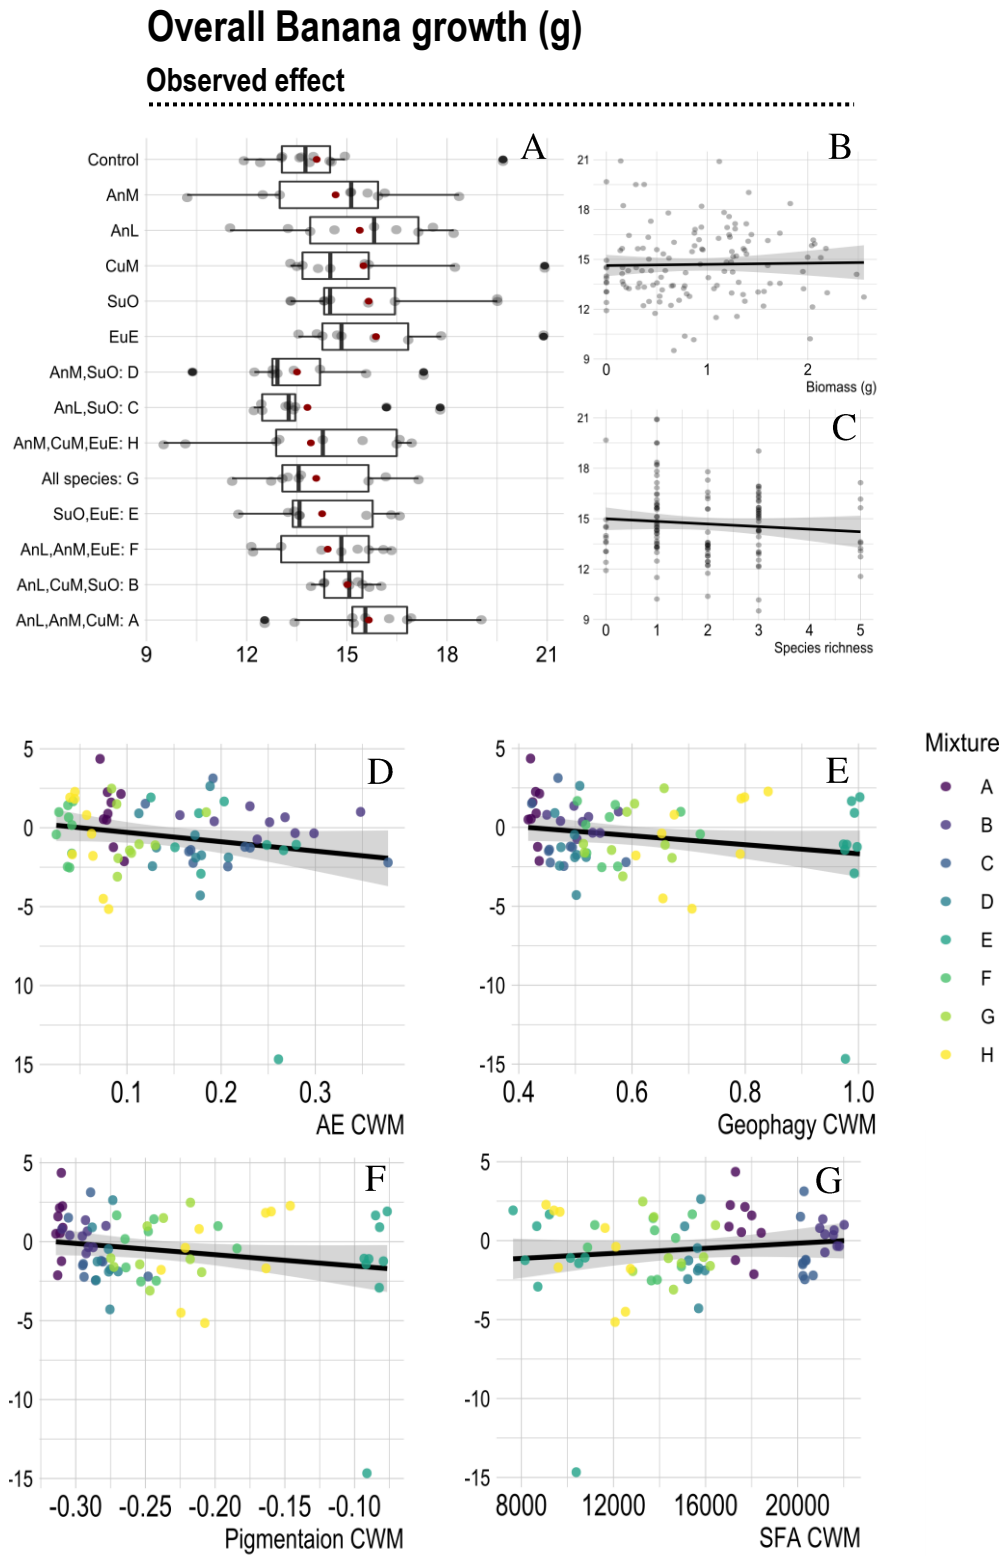 Overall Banana growth (g)
Observed effect
A
Control
AnM
AnL
CuM
SuO
EuE
AnM,SuO: D
AnL,SuO: C
AnM,CuM,EuE: H
All species: G
SuO,EuE: E
AnL,AnM,EuE: F
AnL,CuM,SuO: B
AnL,AnM,CuM: A
9 12 15 18 21
B
21
18
15
12
9
0 1 2
Biomass (g)
C
21
18
15
12
9
0 1 2 3 4 5
Species richness
D
5
0
-5
10
15
0.1 0.2 0.3
AE CWM
E
5
0
-5
-10
-15
0.4 0.6 0.8 1.0
Geophagy CWM
Mixture
A
B
C
D
E
F
G
H
F
5
0
-5
-10
-15
-0.30 -0.25 -0.20 -0.15 -0.10
Pigmentaion CWM
G
5
0
-5
-10
-15
8000 12000 16000 20000
SFA CWM